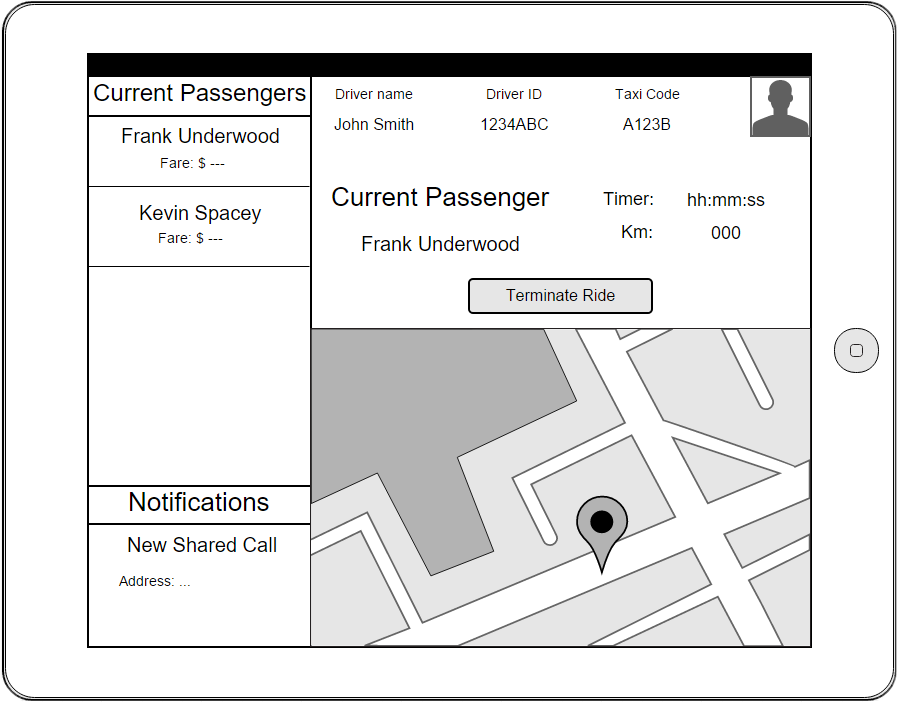 Current Passengers
Frank Underwood
Fare: $ ---
Kevin Spacey
Fare: $ ---
Notifications
New Shared Call
Address: ...
Driver name Driver ID Taxi Code
John Smith 1234ABC A123B
Current Passenger Timer: hh:mm:ss
Frank Underwood Km: 000
Terminate Ride